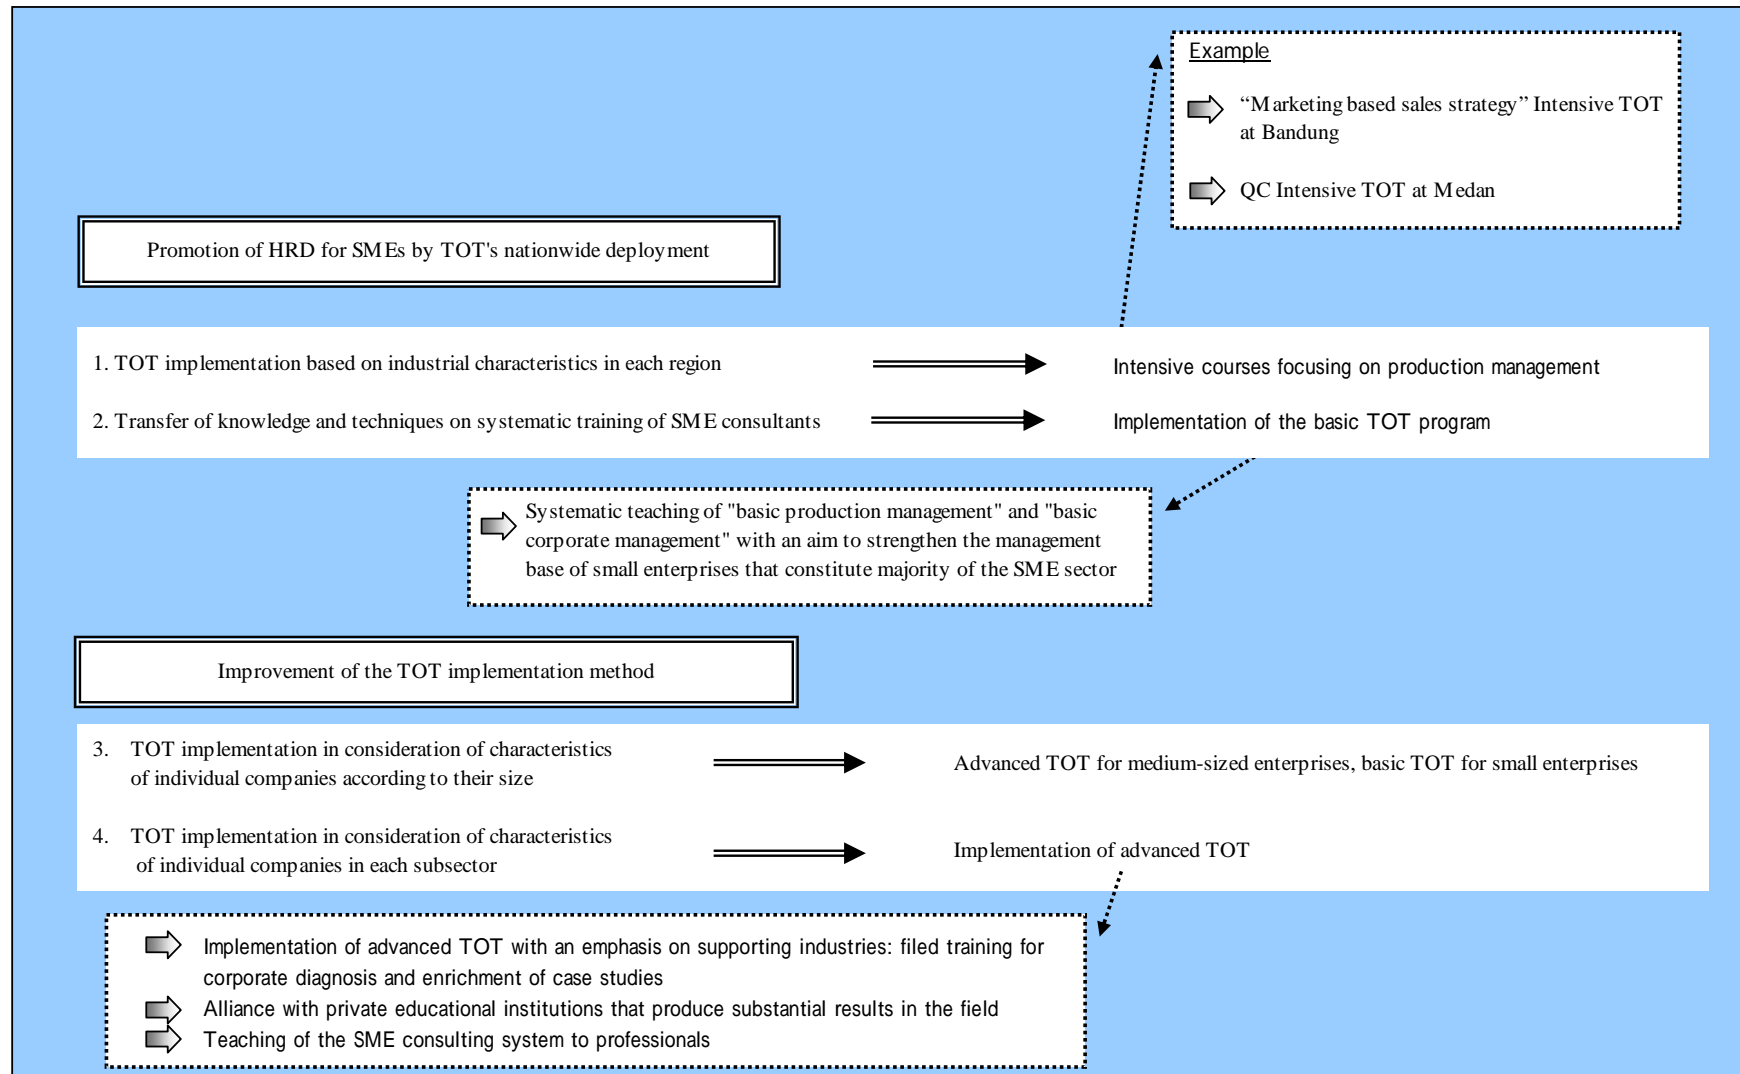 Example
“Marketing based sales strategy” Intensive TOT
at Bandung
QC Intensive TOT at Medan
Promotion of HRD for SMEs by TOT's nationwide deployment
1. TOT implementation based on industrial characteristics in each region
Intensive courses focusing on production management
2. Transfer of knowledge and techniques on systematic training of SME consultants
Implementation of the basic TOT program
Systematic teaching of "basic production management" and "basic
corporate management" with an aim to strengthen the management
base of small enterprises that constitute majority of the SME sector
Improvement of the TOT implementation method
3. TOT implementation in consideration of characteristics
of individual companies according to their size
Advanced TOT for medium-sized enterprises, basic TOT for small enterprises
4. TOT implementation in consideration of characteristics
of individual companies in each subsector
Implementation of advanced TOT
Implementation of advanced TOT with an emphasis on supporting industries: filed training for
corporate diagnosis and enrichment of case studies
Alliance with private educational institutions that produce substantial results in the field
Teaching of the SME consulting system to professionals